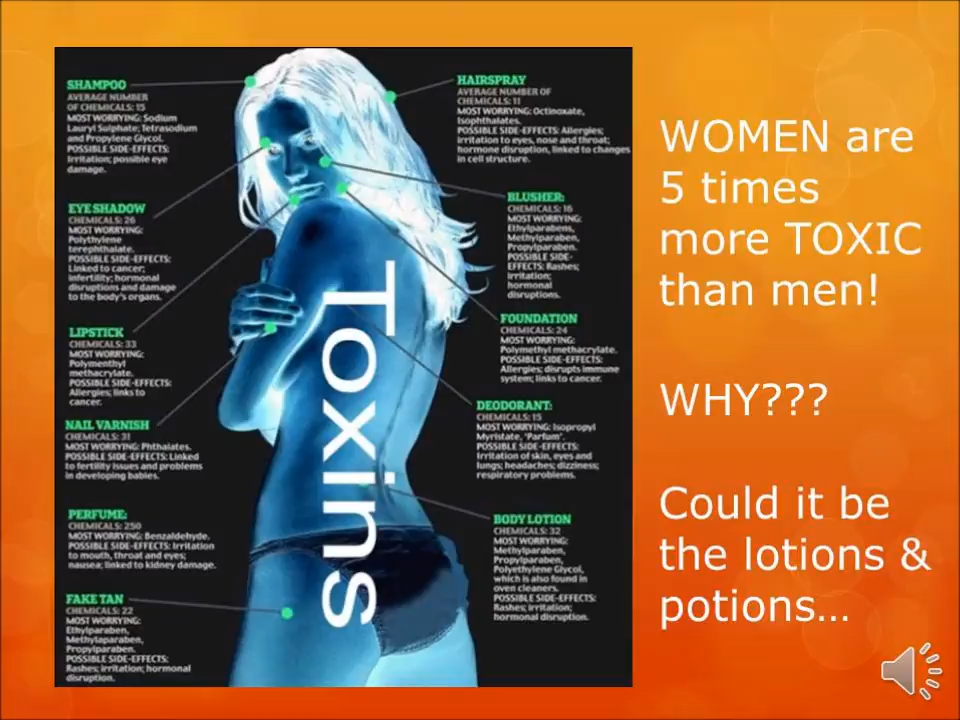 SHAMPOO
AVERAGE NUMBER
OF CHEMICALS: 15
MOST WORRYING: Sodium
Lauryl Sulphate; Tetrasodium
and Propylene Glycol.
POSSIBLE SIDE-EFFECTS:
Irritation; possible eye
damage.
EYE SHADOW
CHEMICALS: 26
MOST WORRYING:
Polythylene
terephthalate.
POSSIBLE SIDE-EFFECTS:
Linked to cancer;
infertility; hormonal
disruptions and damage
to the body's organs.
LIPSTICK
CHEMICALS: 33
MOST WORRYING:
Polymenthyl
methacrylate.
POSSIBLE SIDE-EFFECTS:
Allergies; links to
cancer.
NAIL VARNISH
CHEMICALS: 31
MOST WORRYING: Phthalates.
POSSIBLE SIDE-EFFECTS: Linked
to fertility issues and problems
in developing babies.
PERFUME:
CHEMICALS: 250
MOST WORRYING: Benzaldehyde.
POSSIBLE SIDE-EFFECTS: Irritation
to mouth, throat and eyes;
nausea; linked to kidney damage.
FAKE TAN
CHEMICALS: 22
MOST WORRYING:
Ethylparaben,
Methylaparaben,
Propylparaben.
POSSIBLE SIDE-EFFECTS:
Rashes; irritation; hormonal
disruption.
Toxins
HAIRSPRAY
AVERAGE NUMBER OF
CHEMICALS: 11
MOST WORRYING: Octinoxate,
Isophthalates.
POSSIBLE SIDE-EFFECTS: Allergies;
irritation to eyes, nose and throat;
hormone disruption, linked to changes
in cell structure.
BLUSHER:
CHEMICALS: 16
MOST WORRYING:
Ethylparabens,
Methylparaben,
Propylparaben.
POSSIBLE SIDE-
EFFECTS: Rashes;
irritation;
hormonal
disruptions.
FOUNDATION
CHEMICALS: 24
MOST WORRYING:
Polymethyl methacrylate.
POSSIBLE SIDE-EFFECTS:
Allergies; disrupts immune
system; links to cancer.
DEODORANT:
CHEMICALS: 15
MOST WORRYING: Isopropyl
Myristate, 'Parfum'.
POSSIBLE SIDE-EFFECTS:
Irritation of skin, eyes and
lungs; headaches; dizziness;
respiratory problems.
BODY LOTION
CHEMICALS: 32
MOST WORRYING:
Methylparaben,
Propylparaben,
Polyethylene Glycol,
which is also found in
oven cleaners.
POSSIBLE SIDE-EFFECTS:
Rashes; irritation;
hormonal disruption.
WOMEN are
5 times
more TOXIC
than men!
WHY???
Could it be
the lotions &
potions...